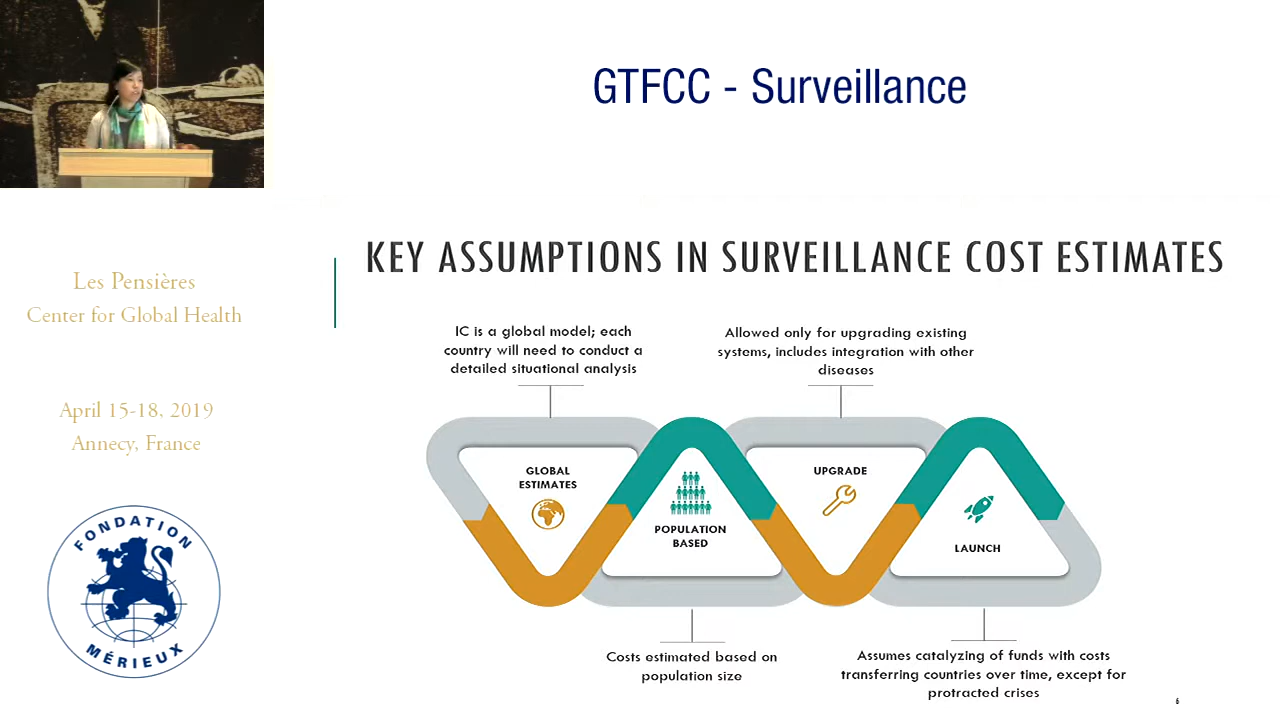 GTFCC - Surveillance
Les Pensières
Center for Global Health
April 15-18, 2019
Annecy, France
FONDATION
MÉRIEUX
KEY ASSUMPTIONS IN SURVEILLANCE COST ESTIMATES
IC is a global model; each
country will need to conduct a
detailed situational analysis
Allowed only for upgrading existing
systems, includes integration with other
diseases
GLOBAL
ESTIMATES
POPULATION
BASED
UPGRADE
LAUNCH
Costs estimated based on
population size
Assumes catalyzing of funds with costs
transferring countries over time, except for
protracted crises